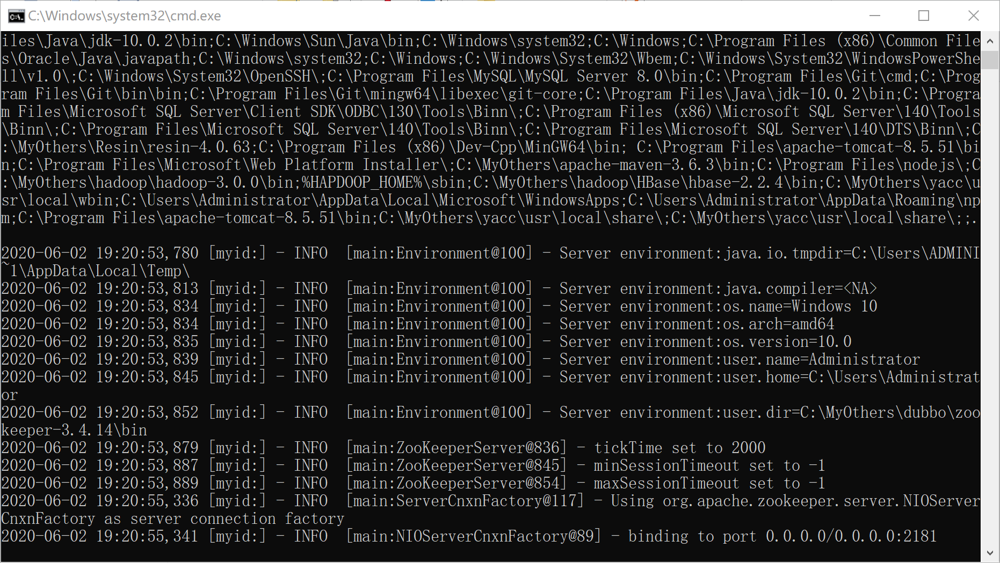 C:\Windows\system32\cmd.exe
iles\Java\jdk-10.0.2\bin;C:\Windows\Sun\Java\bin;C:\Windows\system32;C:\Windows;C:\Program Files (x86)\Common File
s\Oracle\Java\javapath;C:\Windows\system32;C:\Windows;C:\Windows\System32\Wbem;C:\Windows\System32\WindowsPowerShe
ll\v1.0\;C:\Windows\System32\OpenSSH\;C:\Program Files\MySQL\MySQL Server 8.0\bin;C:\Program Files\Git\cmd;C:\Prog
ram Files\Git\bin\bin;C:\Program Files\Git\mingw64\libexec\git-core;C:\Program Files\Java\jdk-10.0.2\bin;C:\Progra
m Files\Microsoft SQL Server\Client SDK\ODBC\130\Tools\Binn\;C:\Program Files (x86)\Microsoft SQL Server\140\Tools
\Binn\;C:\Program Files\Microsoft SQL Server\140\Tools\Binn\;C:\Program Files\Microsoft SQL Server\140\DTS\Binn\;C
:\MyOthers\Resin\resin-4.0.63;C:\Program Files (x86)\Dev-Cpp\MinGW64\bin; C:\Program Files\apache-tomcat-8.5.51\bi
n;C:\Program Files\Microsoft\Web Platform Installer\;C:\MyOthers\apache-maven-3.6.3\bin;C:\Program Files\nodejs\;C
:\MyOthers\hadoop\hadoop-3.0.0\bin;%HAPDOOP_HOME%\sbin;C:\MyOthers\hadoop\HBase\hbase-2.2.4\bin;C:\MyOthers\yacc\u
sr\local\wbin;C:\Users\Administrator\AppData\Local\Microsoft\WindowsApps;C:\Users\Administrator\AppData\Roaming\np
m;C:\Program Files\apache-tomcat-8.5.51\bin;C:\MyOthers\yacc\usr\local\share\;C:\MyOthers\yacc\usr\local\share\;;.
2020-06-02 19:20:53,780 [myid:] - INFO  [main:Environment@100] - Server environment:java.io.tmpdir=C:\Users\ADMINI
~1\AppData\Local\Temp\
2020-06-02 19:20:53,813 [myid:] - INFO  [main:Environment@100] - Server environment:java.compiler=<NA>
2020-06-02 19:20:53,834 [myid:] - INFO  [main:Environment@100] - Server environment:os.name=Windows 10
2020-06-02 19:20:53,834 [myid:] - INFO  [main:Environment@100] - Server environment:os.arch=amd64
2020-06-02 19:20:53,835 [myid:] - INFO  [main:Environment@100] - Server environment:os.version=10.0
2020-06-02 19:20:53,839 [myid:] - INFO  [main:Environment@100] - Server environment:user.name=Administrator
2020-06-02 19:20:53,845 [myid:] - INFO  [main:Environment@100] - Server environment:user.home=C:\Users\Administrat
or
2020-06-02 19:20:53,852 [myid:] - INFO  [main:Environment@100] - Server environment:user.dir=C:\MyOthers\dubbo\zoo
keeper-3.4.14\bin
2020-06-02 19:20:53,879 [myid:] - INFO  [main:ZooKeeperServer@836] - tickTime set to 2000
2020-06-02 19:20:53,887 [myid:] - INFO  [main:ZooKeeperServer@845] - minSessionTimeout set to -1
2020-06-02 19:20:53,889 [myid:] - INFO  [main:ZooKeeperServer@854] - maxSessionTimeout set to -1
2020-06-02 19:20:55,336 [myid:] - INFO  [main:ServerCnxnFactory@117] - Using org.apache.zookeeper.server.NIOServer
CnxnFactory as server connection factory
2020-06-02 19:20:55,341 [myid:] - INFO  [main:NIOServerCnxnFactory@89] - binding to port 0.0.0.0/0.0.0.0:2181